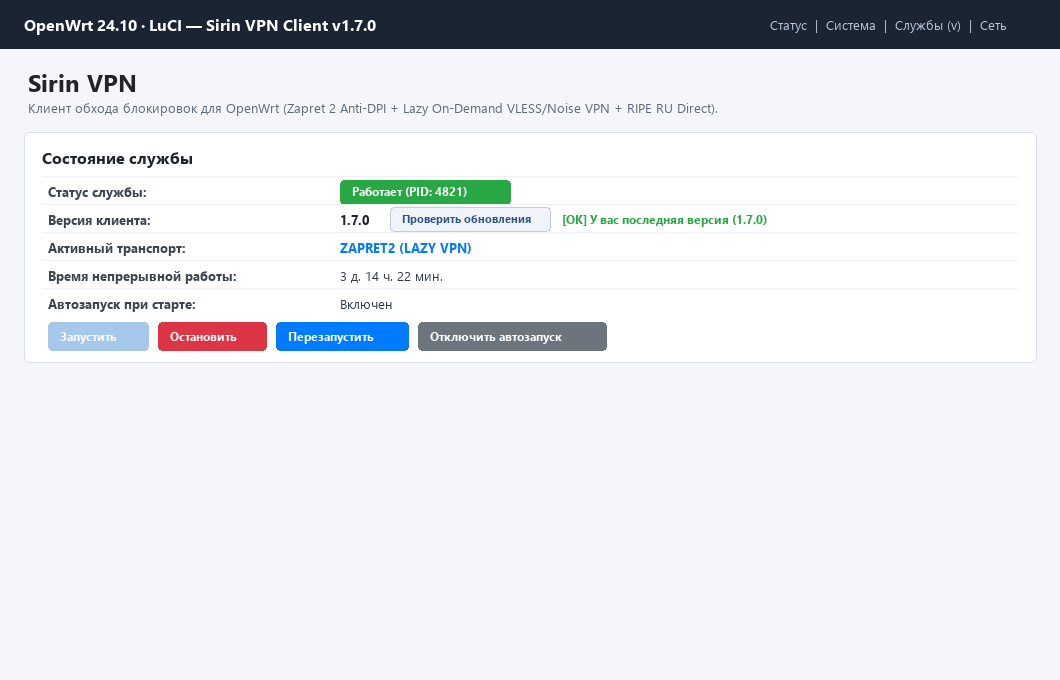 OpenWrt 24.10 · LuCI — Sirin VPN Client v1.7.0
Статус | Система | Службы (v) | Сеть
Sirin VPN
Клиент обхода блокировок для OpenWrt (Zapret 2 Anti-DPI + Lazy On-Demand VLESS/Noise VPN + RIPE RU Direct).
Состояние службы
Статус службы: Работает (PID: 4821)
Версия клиента: 1.7.0 Проверить обновления [OK] У вас последняя версия (1.7.0)
Активный транспорт: ZAPRET2 (LAZY VPN)
Время непрерывной работы: 3 д. 14 ч. 22 мин.
Автозапуск при старте: Включен
Запустить Остановить Перезапустить Отключить автозапуск